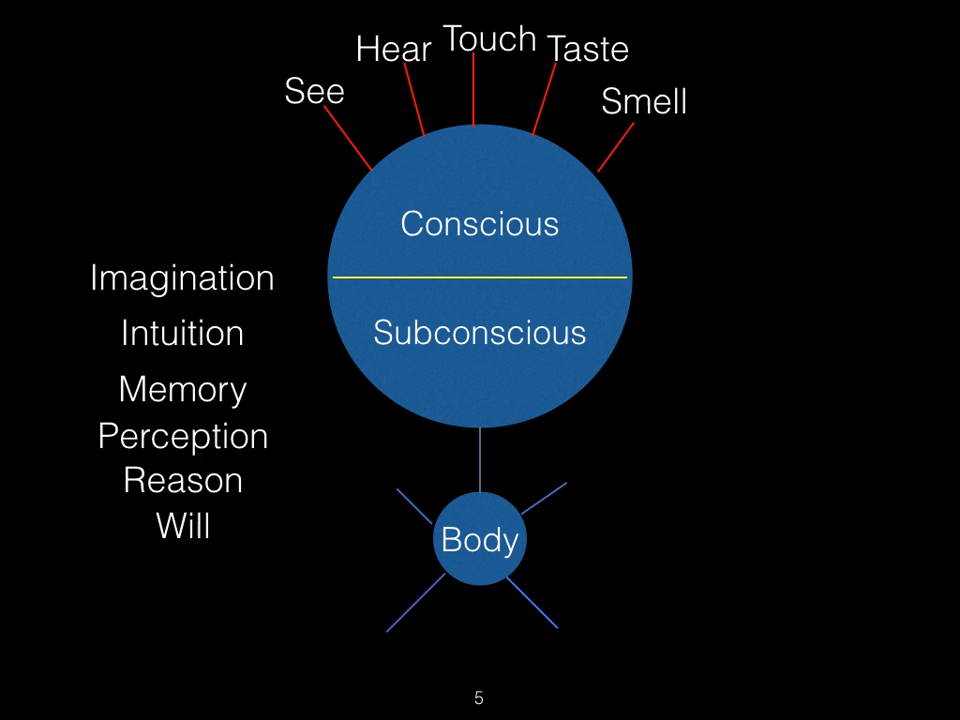 See
Hear
Touch
Taste
Smell
Conscious
Subconscious
Imagination
Intuition
Memory
Perception
Reason
Will
Body
5